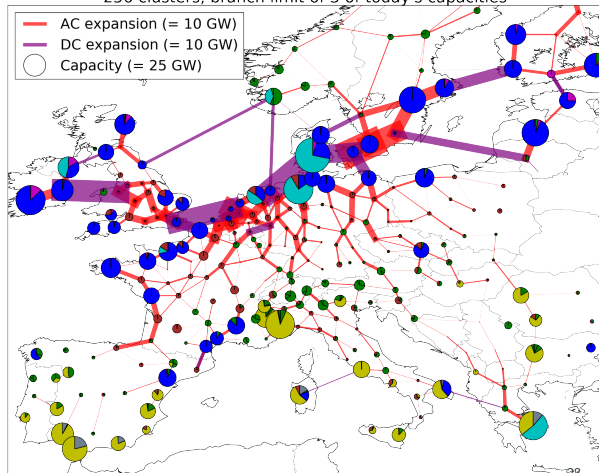 256 clusters, branch limit of 3 of today's capacities
AC expansion (= 10 GW)
DC expansion (= 10 GW)
Capacity (= 25 GW)